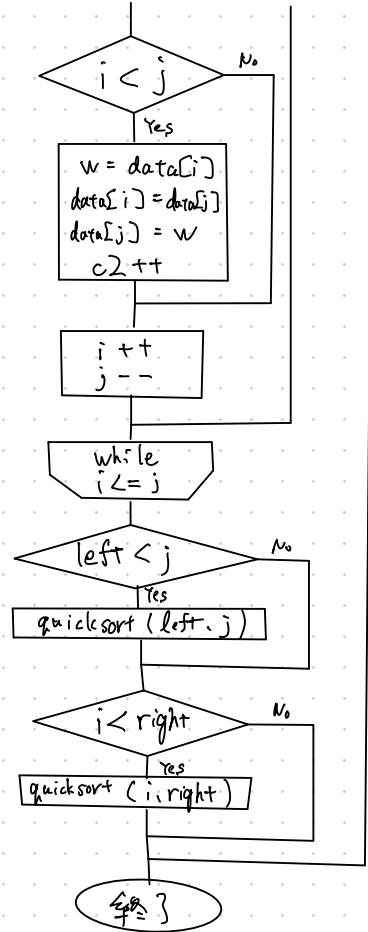 i < j
No
Yes
w = data[i]
data[i] = data[j]
data[j] = w
c2 ++
i ++
j --
while
i <= j
left < j
No
Yes
quicksort (left, j)
i < right
No
Yes
quicksort (i, right)
終了